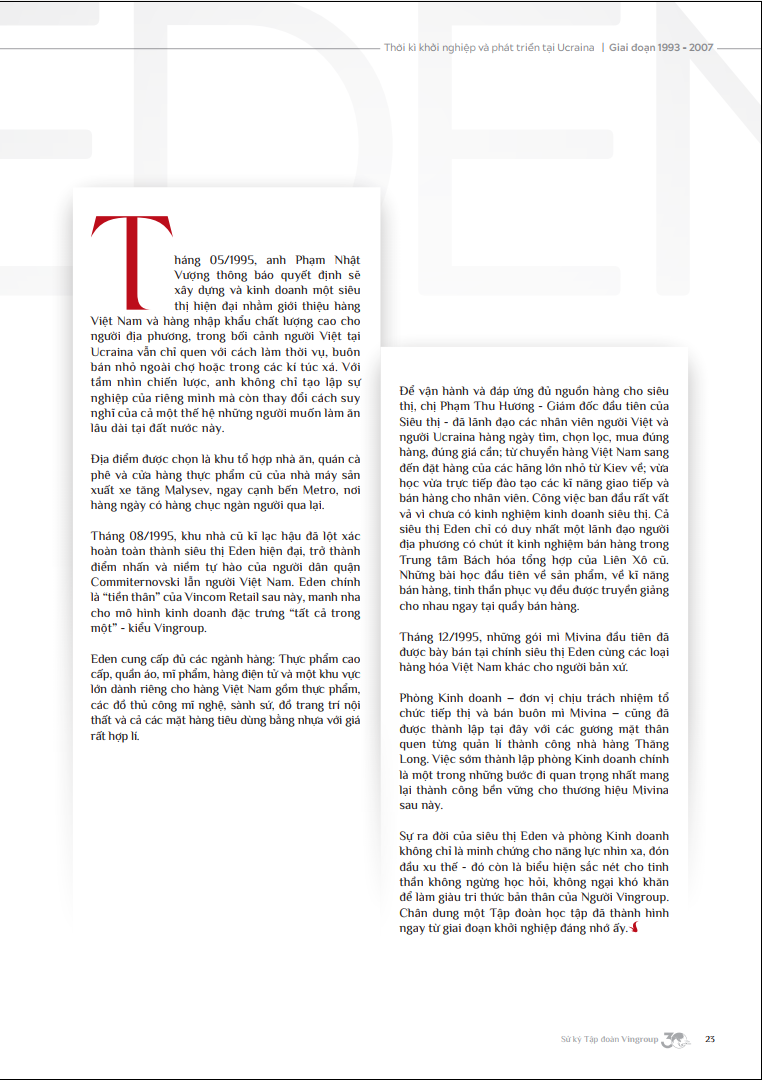 Thời kì khởi nghiệp và phát triển tại Ucraina | Giai đoạn 1993 - 2007
EDEN
Tháng 05/1995, anh Phạm Nhật
Vượng thông báo quyết định sẽ
xây dựng và kinh doanh một siêu
thị hiện đại nhằm giới thiệu hàng
Việt Nam và hàng nhập khẩu chất lượng cao cho
người địa phương, trong bối cảnh người Việt tại
Ucraina vẫn chỉ quen với cách làm thời vụ, buôn
bán nhỏ ngoài chợ hoặc trong các kí túc xá. Với
tầm nhìn chiến lược, anh không chỉ tạo lập sự
nghiệp của riêng mình mà còn thay đổi cách suy
nghĩ của cả một thế hệ những người muốn làm ăn
lâu dài tại đất nước này.
Địa điểm được chọn là khu tổ hợp nhà ăn, quán cà
phê và cửa hàng thực phẩm cũ của nhà máy sản
xuất xe tăng Malysev, ngay cạnh bến Metro, nơi
hàng ngày có hàng chục ngàn người qua lại.
Tháng 08/1995, khu nhà cũ kĩ lạc hậu đã lột xác
hoàn toàn thành siêu thị Eden hiện đại, trở thành
điểm nhấn và niềm tự hào của người dân quận
Commiternovski lẫn người Việt Nam. Eden chính
là “tiền thân” của Vincom Retail sau này, manh nha
cho mô hình kinh doanh đặc trưng “tất cả trong
một” - kiểu Vingroup.
Eden cung cấp đủ các ngành hàng: Thực phẩm cao
cấp, quần áo, mĩ phẩm, hàng điện tử và một khu vực
lớn dành riêng cho hàng Việt Nam gồm thực phẩm,
các đồ thủ công mĩ nghệ, sành sứ, đồ trang trí nội
thất và cả các mặt hàng tiêu dùng bằng nhựa với giá
rất hợp lí.
Để vận hành và đáp ứng đủ nguồn hàng cho siêu
thị, chị Phạm Thu Hương - Giám đốc đầu tiên của
Siêu thị - đã lãnh đạo các nhân viên người Việt và
người Ucraina hàng ngày tìm, chọn lọc, mua đúng
hàng, đúng giá cần; từ chuyển hàng Việt Nam sang
đến đặt hàng của các hãng lớn nhỏ từ Kiev về; vừa
học vừa trực tiếp đào tạo các kĩ năng giao tiếp và
bán hàng cho nhân viên. Công việc ban đầu rất vất
vả vì chưa có kinh nghiệm kinh doanh siêu thị. Cả
siêu thị Eden chỉ có duy nhất một lãnh đạo người
địa phương có chút ít kinh nghiệm bán hàng trong
Trung tâm Bách hóa tổng hợp của Liên Xô cũ.
Những bài học đầu tiên về sản phẩm, về kĩ năng
bán hàng, tinh thần phục vụ đều được truyền giảng
cho nhau ngay tại quầy bán hàng.
Tháng 12/1995, những gói mì Mivina đầu tiên đã
được bày bán tại chính siêu thị Eden cùng các loại
hàng hóa Việt Nam khác cho người bản xứ.
Phòng Kinh doanh – đơn vị chịu trách nhiệm tổ
chức tiếp thị và bán buôn mì Mivina – cũng đã
được thành lập tại đây với các gương mặt thân
quen từng quản lí thành công nhà hàng Thăng
Long. Việc sớm thành lập phòng Kinh doanh chính
là một trong những bước đi quan trọng nhất mang
lại thành công bền vững cho thương hiệu Mivina
sau này.
Sự ra đời của siêu thị Eden và phòng Kinh doanh
không chỉ là minh chứng cho năng lực nhìn xa, đón
đầu xu thế - đó còn là biểu hiện sắc nét cho tinh
thần không ngừng học hỏi, không ngại khó khăn
để làm giàu tri thức bản thân của Người Vingroup.
Chân dung một Tập đoàn học tập đã thành hình
ngay từ giai đoạn khởi nghiệp đáng nhớ ấy.
Sử ký Tập đoàn Vingroup 30 23